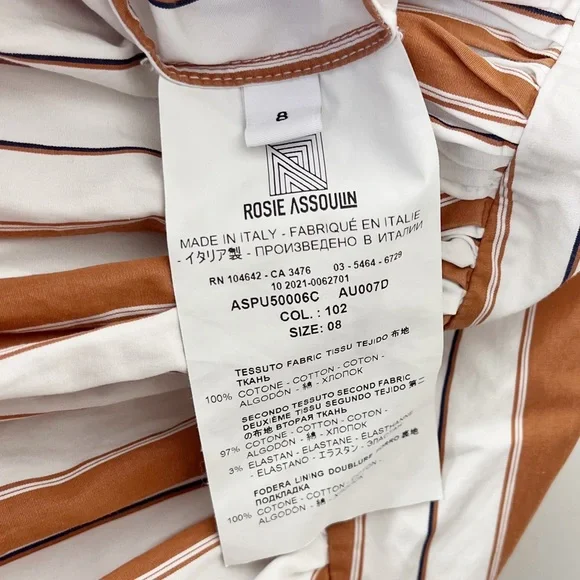 8
ROSIE ASSOULIN
MADE IN ITALY - FABRIQUÉ EN ITALIE
- イタリア製 - ПРОИЗВЕДЕНО В ИТАЛИИ
RN 104642 - CA 3476 03 - 5464 - 6729
10 2021-0062701
ASPU50006C AU007D
COL. : 102
SIZE: 08
TESSUTO FABRIC TISSU TEJIDO 布地
ТКАНЬ
100% COTONE - COTTON - COTON -
ALGODÓN - 綿 - ХЛОПОК
SECONDO TESSUTO SECOND FABRIC
DEUXIÈME TISSU SEGUNDO TEJIDO 第二
の布地 ВТОРАЯ ТКАНЬ
97% COTONE - COTTON - COTON -
ALGODÓN - 綿 - ХЛОПОК
3% ELASTAN - ELASTANE - ELASTHANNE
- ELASTANO - エラスタン -
FODERA LINING DOUBLURE 裏地
ПОДКЛАДКА
100% COTONE - COTTON - COTON -
ALGODÓN - 綿 - ХЛОПОК